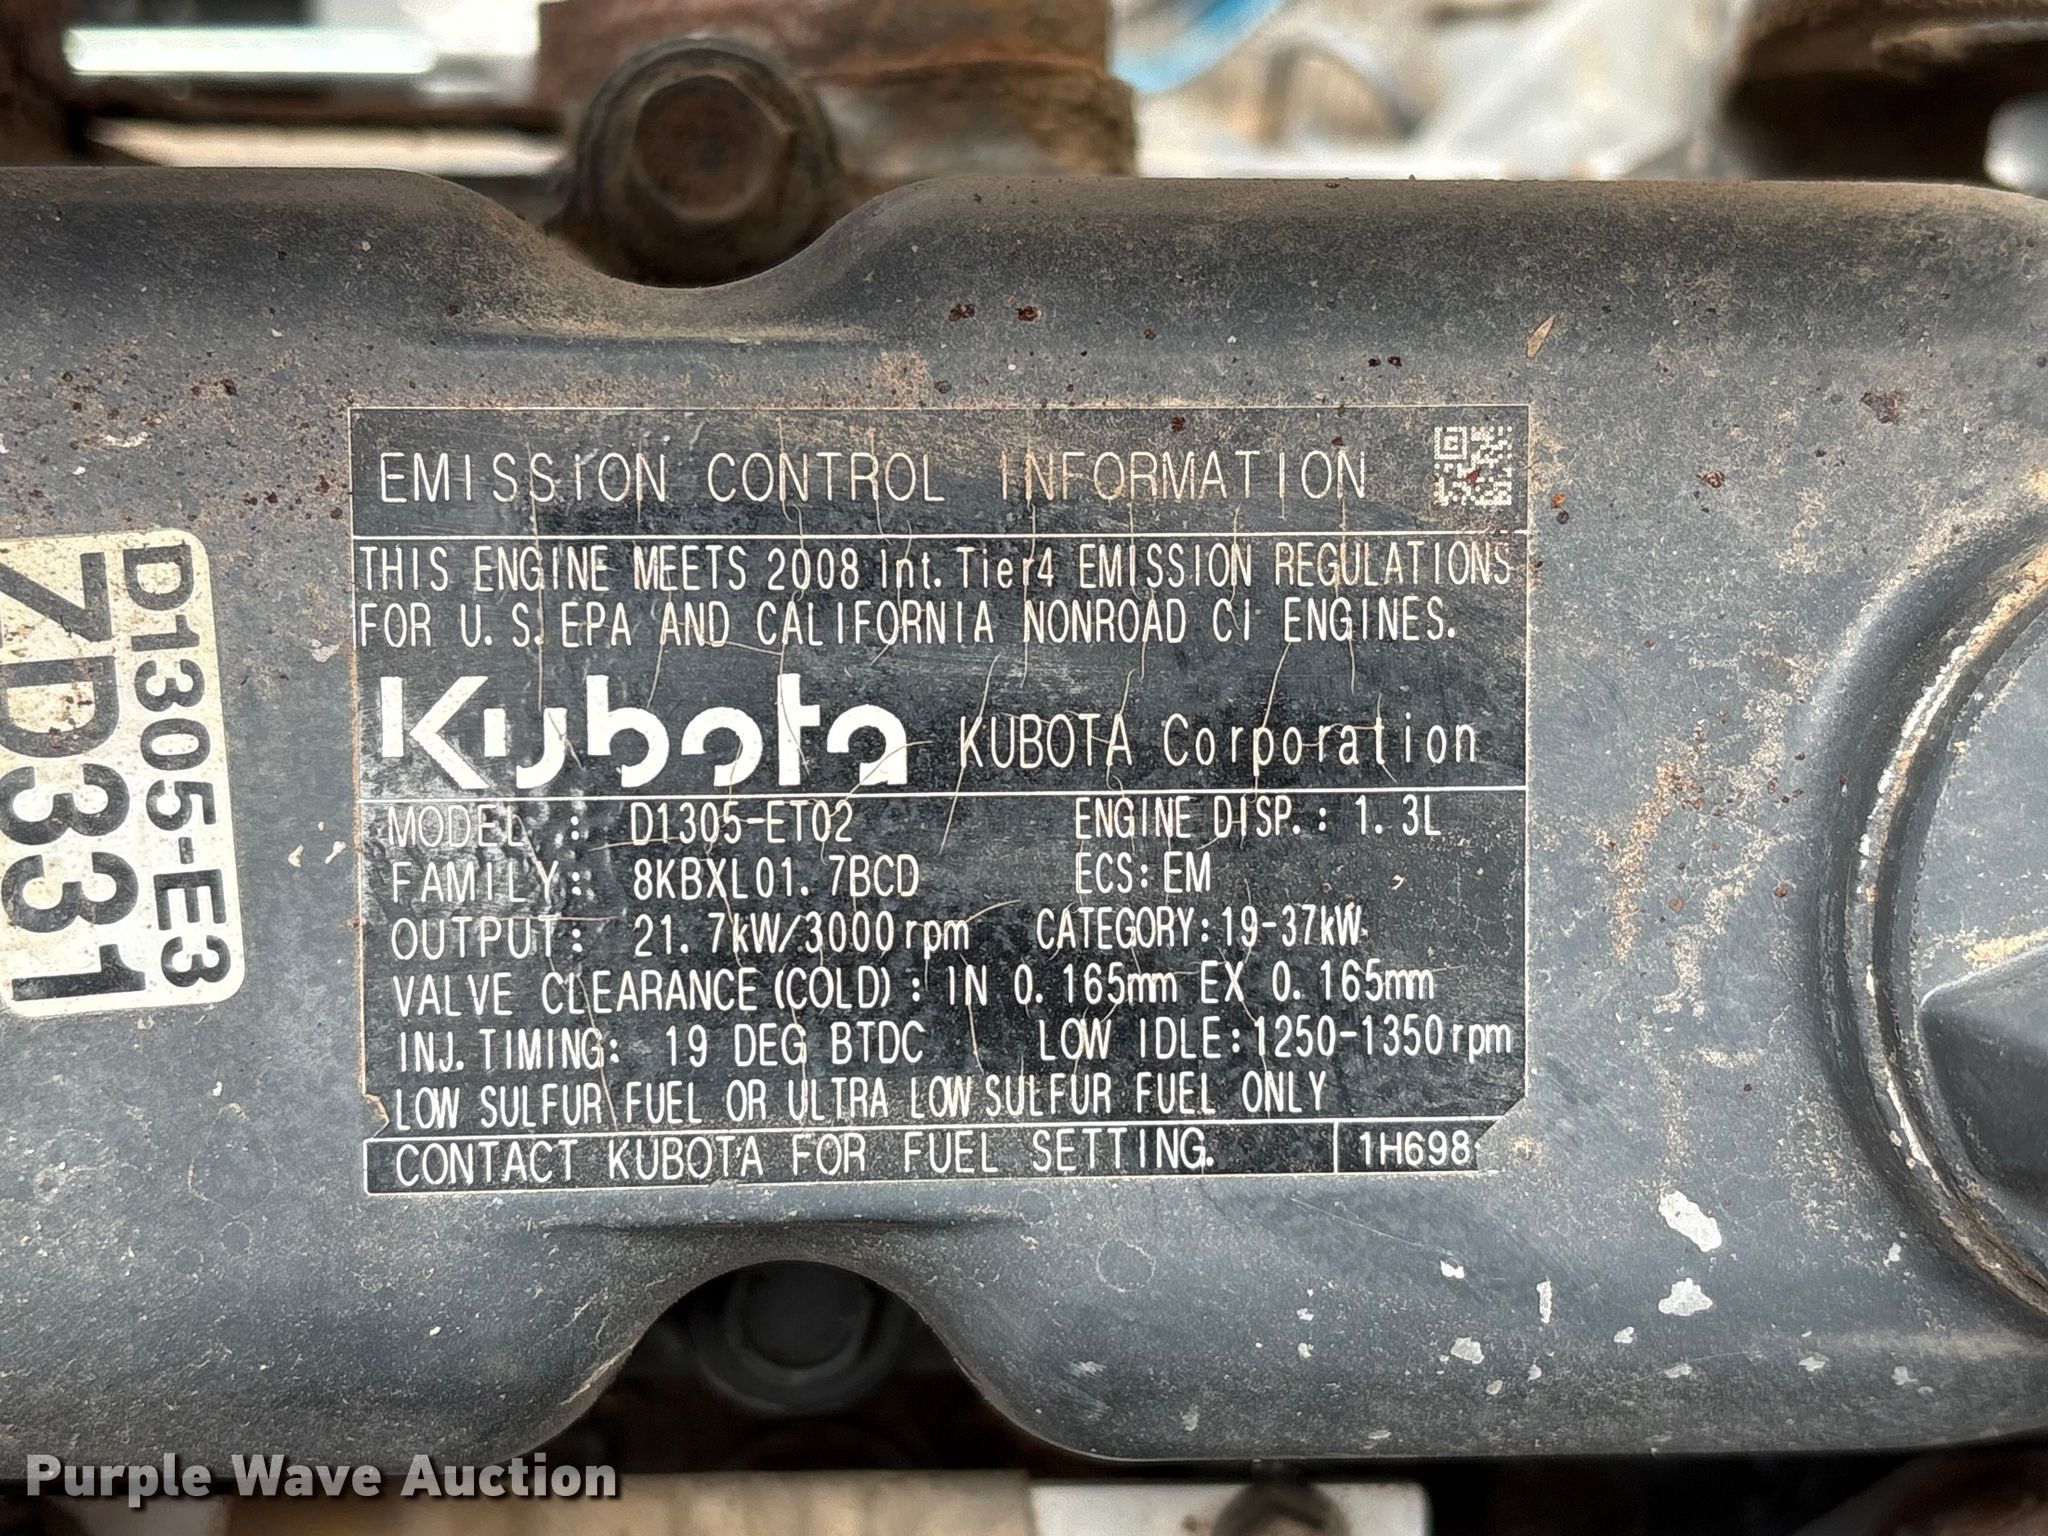 EMISSION CONTROL INFORMATION
THIS ENGINE MEETS 2008 Int. Tier4 EMISSION REGULATIONS
FOR U.S. EPA AND CALIFORNIA NONROAD CI ENGINES.
Kubota KUBOTA Corporation
MODEL : D1305-ET02 ENGINE DISP. : 1.3L
FAMILY : 8KBXL01.7BCD ECS: EM
OUTPUT : 21.7kW/3000rpm CATEGORY: 19-37kW
VALVE CLEARANCE (COLD) : IN 0.165mm EX 0.165mm
INJ. TIMING: 19 DEG BTDC LOW IDLE: 1250-1350rpm
LOW SULFUR FUEL OR ULTRA LOW SULFUR FUEL ONLY
CONTACT KUBOTA FOR FUEL SETTING. 1H698
D1305-E3
ZD331
Purple Wave Auction